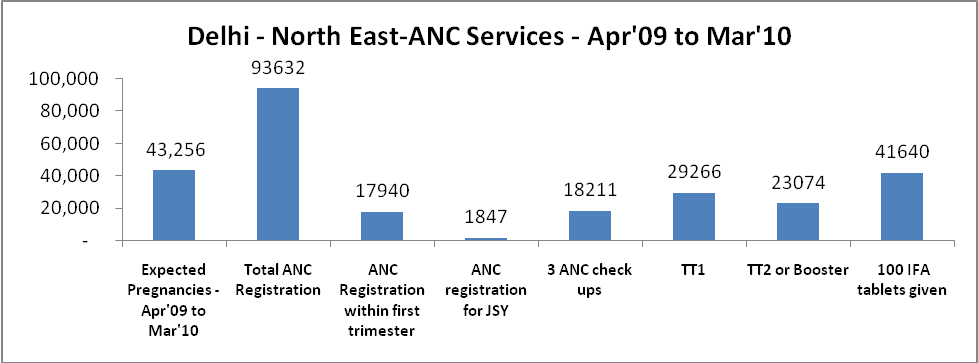 Delhi - North East-ANC Services - Apr'09 to Mar'10
100,000
80,000
60,000
40,000
20,000
-
43,256
93632
17940
1847
18211
29266
23074
41640
Expected
Pregnancies -
Apr'09 to
Mar'10
Total ANC
Registration
ANC
Registration
within first
trimester
ANC
registration
for JSY
3 ANC check
ups
TT1
TT2 or Booster
100 IFA
tablets given